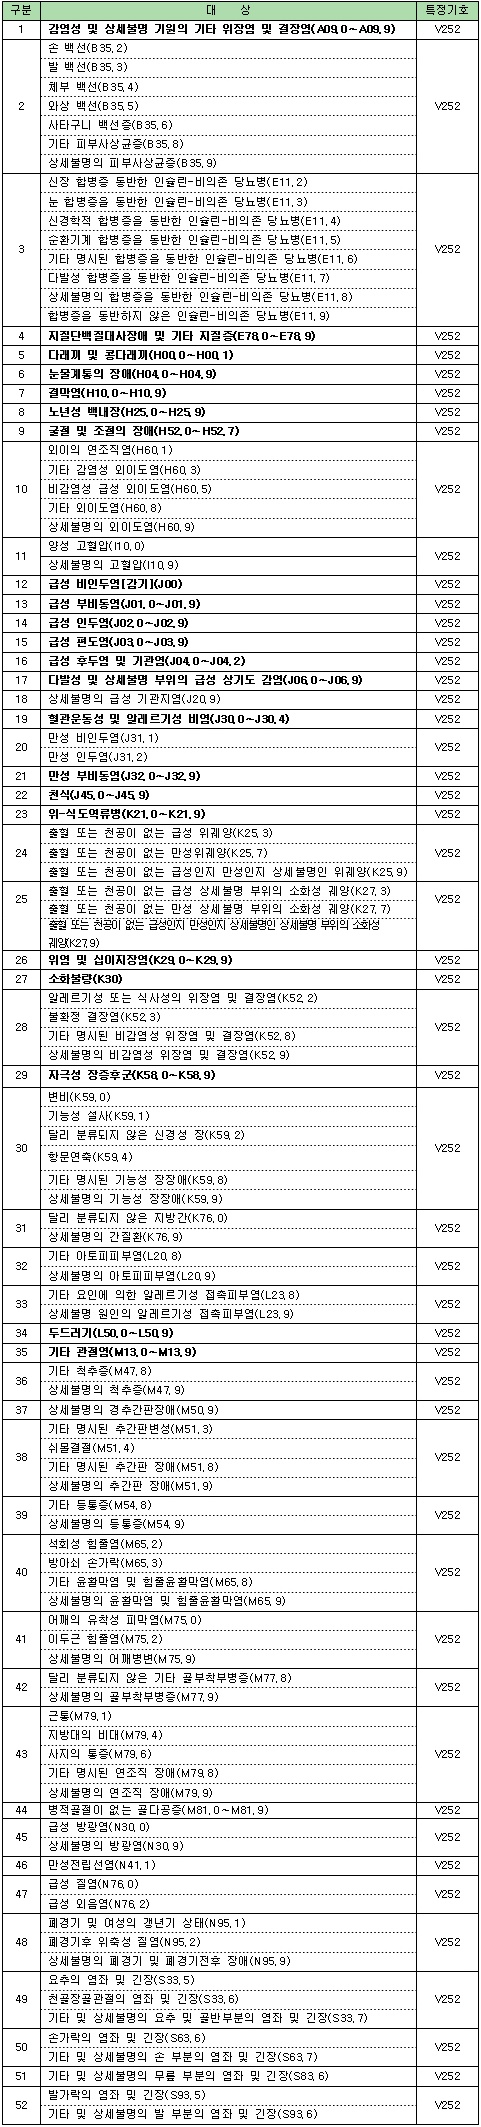 구분 대 상 특정기호
1 감염성 및 상세불명 기원의 기타 위장염 및 결장염(A09.0~A09.9) V252
손 백선(B35.2)
발 백선(B35.3)
체부 백선(B35.4)
2 와상 백선(B35.5) V252
사타구니 백선증(B35.6)
기타 피부사상균증(B35.8)
상세불명의 피부사상균증(B35.9)
신장 합병증 동반한 인슐린-비의존 당뇨병(E11.2)
눈 합병증을 동반한 인슐린-비의존 당뇨병(E11.3)
신경학적 합병증을 동반한 인슐린-비의존 당뇨병(E11.4)
3 순환기계 합병증을 동반한 인슐린-비의존 당뇨병(E11.5) V252
기타 명시된 합병증을 동반한 인슐린-비의존 당뇨병(E11.6)
다발성 합병증을 동반한 인슐린-비의존 당뇨병(E11.7)
상세불명의 합병증을 동반한 인슐린-비의존 당뇨병(E11.8)
합병증을 동반하지 않은 인슐린-비의존 당뇨병(E11.9)
4 지질단백질대사장애 및 기타 지질증(E78.0~E78.9) V252
5 다래끼 및 콩다래끼(H00.0~H00.1) V252
6 눈물계통의 장애(H04.0~H04.9) V252
7 결막염(H10.0~H10.9) V252
8 노년성 백내장(H25.0~H25.9) V252
9 굴절 및 조절의 장애(H52.0~H52.7) V252
외이의 연조직염(H60.1)
기타 감염성 외이도염(H60.3)
10 비감염성 급성 외이도염(H60.5) V252
기타 외이도염(H60.8)
상세불명의 외이도염(H60.9)
11 양성 고혈압(I10.0) V252
상세불명의 고혈압(I10.9)
12 급성 비인두염[감기](J00) V252
13 급성 부비동염(J01.0~J01.9) V252
14 급성 인두염(J02.0~J02.9) V252
15 급성 편도염(J03.0~J03.9) V252
16 급성 후두염 및 기관염(J04.0~J04.2) V252
17 다발성 및 상세불명 부위의 급성 상기도 감염(J06.0~J06.9) V252
18 상세불명의 급성 기관지염(J20.9) V252
19 혈관운동성 및 알레르기성 비염(J30.0~J30.4) V252
20 만성 비인두염(J31.1) V252
만성 인두염(J31.2)
21 만성 부비동염(J32.0~J32.9) V252
22 천식(J45.0~J45.9) V252
23 위-식도역류병(K21.0~K21.9) V252
출혈 또는 천공이 없는 급성 위궤양(K25.3)
24 출혈 또는 천공이 없는 만성위궤양(K25.7) V252
출혈 또는 천공이 없는 급성인지 만성인지 상세불명인 위궤양(K25.9)
25 출혈 또는 천공이 없는 급성 상세불명 부위의 소화성 궤양(K27.3) V252
출혈 또는 천공이 없는 만성 상세불명 부위의 소화성 궤양(K27.7)
출혈 또는 천공이 없는 급성인지 만성인지 상세불명인 상세불명 부위의 소화성
궤양(K27.9)
26 위염 및 십이지장염(K29.0~K29.9) V252
27 소화불량(K30) V252
알레르기성 또는 식사성의 위장염 및 결장염(K52.2)
28 불확정 결장염(K52.3) V252
기타 명시된 비감염성 위장염 및 결장염(K52.8)
상세불명의 비감염성 위장염 및 결장염(K52.9)
29 자극성 장증후군(K58.0~K58.9) V252
변비(K59.0)
기능성 설사(K59.1)
30 달리 분류되지 않은 신경성 장(K59.2) V252
항문연축(K59.4)
기타 명시된 기능성 장장애(K59.8)
상세불명의 기능성 장장애(K59.9)
31 달리 분류되지 않은 지방간(K76.0) V252
상세불명의 간질환(K76.9)
32 기타 아토피피부염(L20.8) V252
상세불명의 아토피피부염(L20.9)
33 기타 요인에 의한 알레르기성 접촉피부염(L23.8) V252
상세불명 원인의 알레르기성 접촉피부염(L23.9)
34 두드러기(L50.0~L50.9) V252
35 기타 관절염(M13.0~M13.9) V252
36 기타 척추증(M47.8) V252
상세불명의 척추증(M47.9)
37 상세불명의 경추간판장애(M50.9) V252
기타 명시된 추간판변성(M51.3)
38 쉬몰결절(M51.4) V252
기타 명시된 추간판 장애(M51.8)
상세불명의 추간판 장애(M51.9)
39 기타 등통증(M54.8) V252
상세불명의 등통증(M54.9)
석회성 힘줄염(M65.2)
40 방아쇠 손가락(M65.3) V252
기타 윤활막염 및 힘줄윤활막염(M65.8)
상세불명의 윤활막염 및 힘줄윤활막염(M65.9)
어깨의 유착성 피막염(M75.0)
41 이두근 힘줄염(M75.2) V252
상세불명의 어깨병변(M75.9)
42 달리 분류되지 않은 기타 골부착부병증(M77.8) V252
상세불명의 골부착부병증(M77.9)
근통(M79.1)
지방대의 비대(M79.4)
43 사지의 통증(M79.6) V252
기타 명시된 연조직 장애(M79.8)
상세불명의 연조직 장애(M79.9)
44 병적골절이 없는 골다공증(M81.0~M81.9) V252
45 급성 방광염(N30.0) V252
상세불명의 방광염(N30.9)
46 만성전립선염(N41.1) V252
47 급성 질염(N76.0) V252
급성 외음염(N76.2)
폐경기 및 여성의 갱년기 상태(N95.1)
48 폐경기후 위축성 질염(N95.2) V252
상세불명의 폐경기 및 폐경기전후 장애(N95.9)
요추의 염좌 및 긴장(S33.5)
49 천골장골관절의 염좌 및 긴장(S33.6) V252
기타 및 상세불명의 요추 및 골반부분의 염좌 및 긴장(S33.7)
50 손가락의 염좌 및 긴장(S63.6) V252
기타 및 상세불명의 손 부분의 염좌 및 긴장(S63.7)
51 기타 및 상세불명의 무릎 부분의 염좌 및 긴장(S83.6) V252
52 발가락의 염좌 및 긴장(S93.5) V252
기타 및 상세불명의 발 부분의 염좌 및 긴장(S93.6)